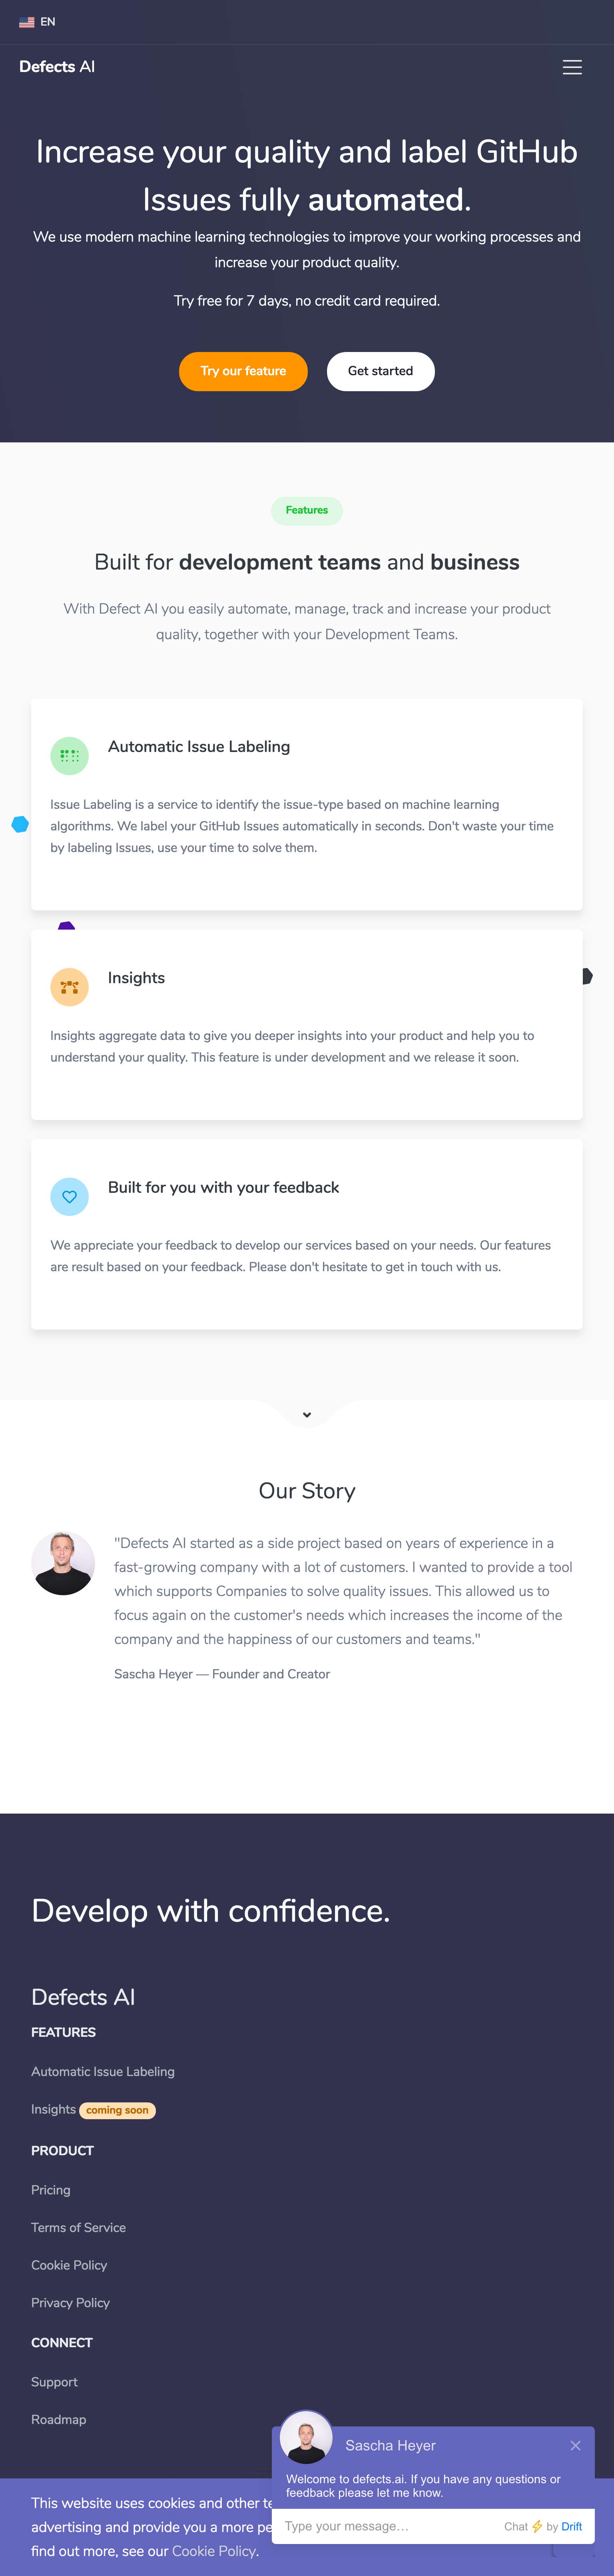 EN
Defects AI
Increase your quality and label GitHub
Issues fully automated.
We use modern machine learning technologies to improve your working processes and
increase your product quality.
Try free for 7 days, no credit card required.
Try our feature
Get started
Features
Built for development teams and business
With Defect AI you easily automate, manage, track and increase your product
quality, together with your Development Teams.
Automatic Issue Labeling
Issue Labeling is a service to identify the issue-type based on machine learning
algorithms. We label your GitHub Issues automatically in seconds. Don't waste your time
by labeling Issues, use your time to solve them.
Insights
Insights aggregate data to give you deeper insights into your product and help you to
understand your quality. This feature is under development and we release it soon.
Built for you with your feedback
We appreciate your feedback to develop our services based on your needs. Our features
are result based on your feedback. Please don't hesitate to get in touch with us.
Our Story
"Defects AI started as a side project based on years of experience in a
fast-growing company with a lot of customers. I wanted to provide a tool
which supports Companies to solve quality issues. This allowed us to
focus again on the customer's needs which increases the income of the
company and the happiness of our customers and teams."
Sascha Heyer — Founder and Creator
Develop with confidence.
Defects AI
FEATURES
Automatic Issue Labeling
Insights coming soon
PRODUCT
Pricing
Terms of Service
Cookie Policy
Privacy Policy
CONNECT
Support
Roadmap
Sascha Heyer
Welcome to defects.ai. If you have any questions or
feedback please let me know.
Type your message...
Chat ⚡ by Drift
This website uses cookies and other
advertising and provide you a more
find out more, see our Cookie Policy.